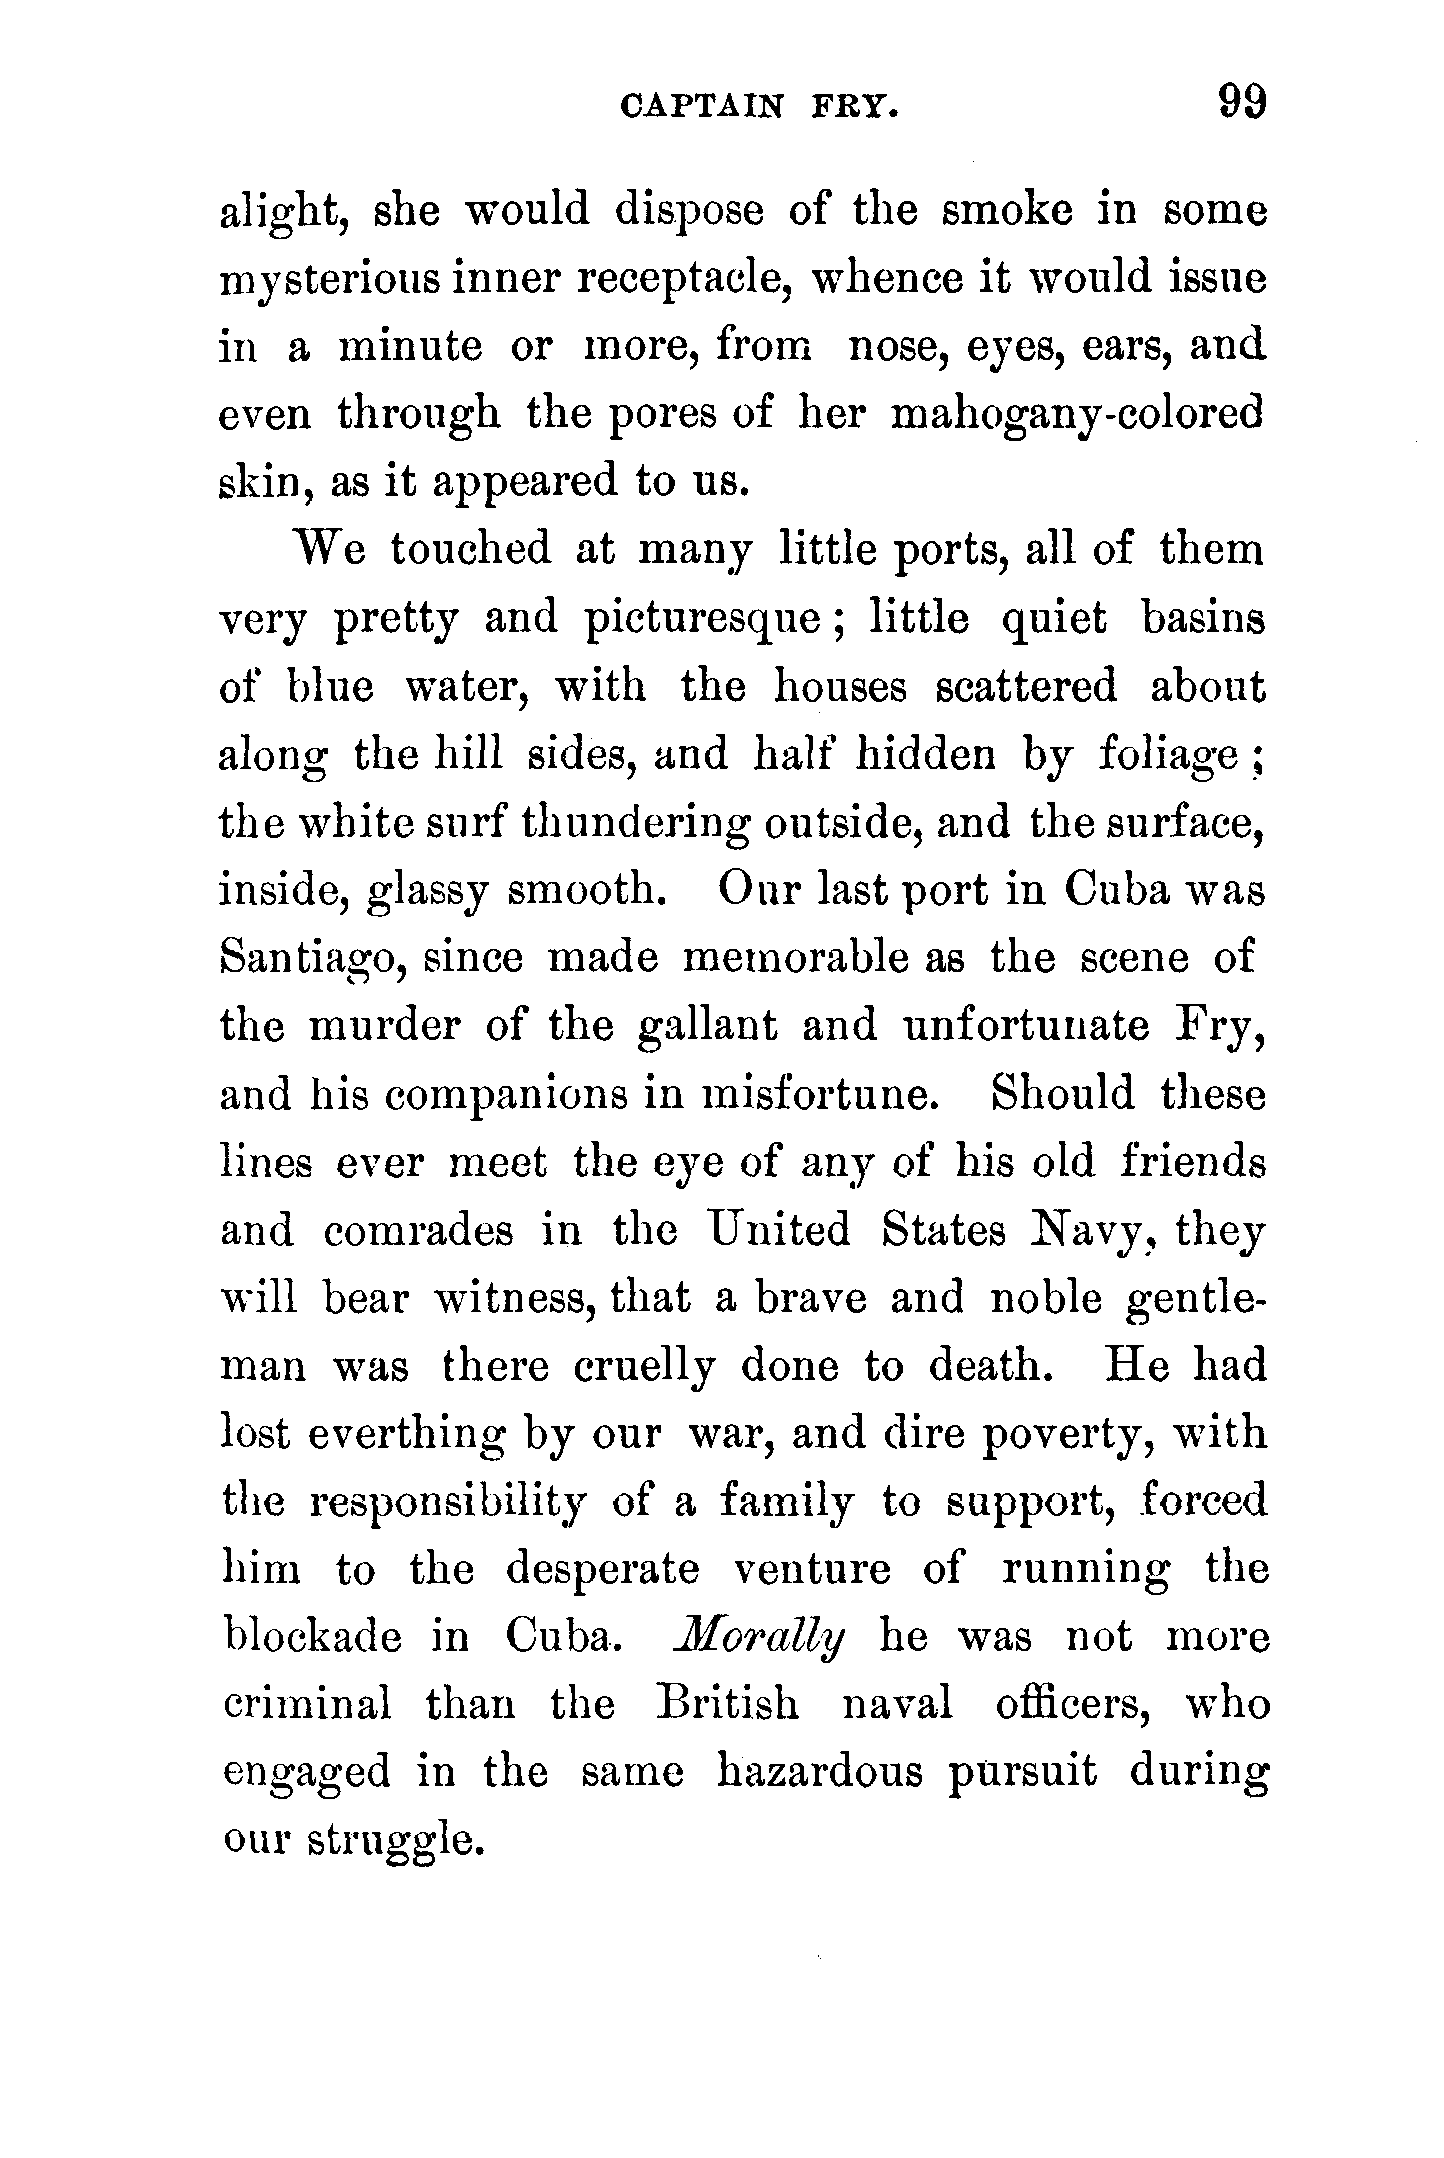 CAPTAIN FRY. 99
alight, she would dispose of the smoke in some
mysterious inner receptacle, whence it would issue
in a minute or more, from nose, eyes, ears, and
even through the pores of her mahogany-colored
skin, as it appeared to us.
We touched at many little ports, all of them
very pretty and picturesque ; little quiet basins
of blue water, with the houses scattered about
along the hill sides, and half hidden by foliage ;
the white surf thundering outside, and the surface,
inside, glassy smooth. Our last port in Cuba was
Santiago, since made memorable as the scene of
the murder of the gallant and unfortunate Fry,
and his companions in misfortune. Should these
lines ever meet the eye of any of his old friends
and comrades in the United States Navy, they
will bear witness, that a brave and noble gentle-
man was there cruelly done to death. He had
lost everthing by our war, and dire poverty, with
the responsibility of a family to support, forced
him to the desperate venture of running the
blockade in Cuba. Morally he was not more
criminal than the British naval officers, who
engaged in the same hazardous pursuit during
our struggle.